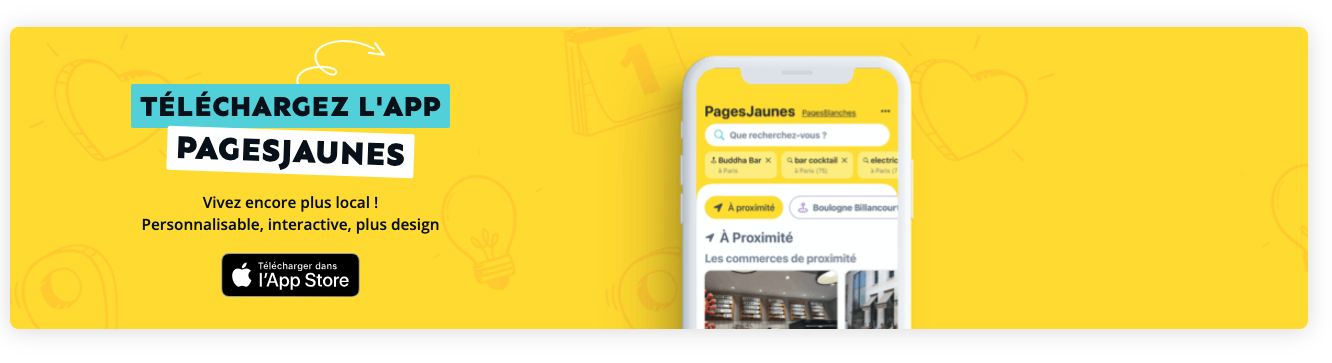 TÉLÉCHARGEZ L'APP
PAGESJAUNES
Vivez encore plus local !
Personnalisable, interactive, plus design
Télécharger dans
l'App Store
1
PagesJaunes PagesBlanches ...
Que recherchez-vous ?
Buddha Bar × bar cocktail × electric
à Paris à Paris (75) à Paris (7
À proximité Boulogne Billancourt
À Proximité
Les commerces de proximité